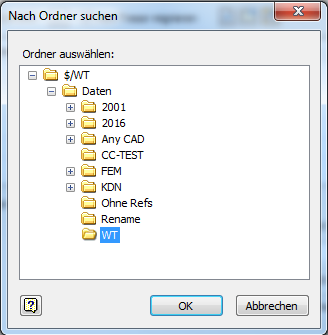 Nach Ordner suchen
Ordner auswählen:
$/WT
Daten
2001
2016
Any CAD
CC-TEST
FEM
KDN
Ohne Refs
Rename
WT
OK
Abbrechen